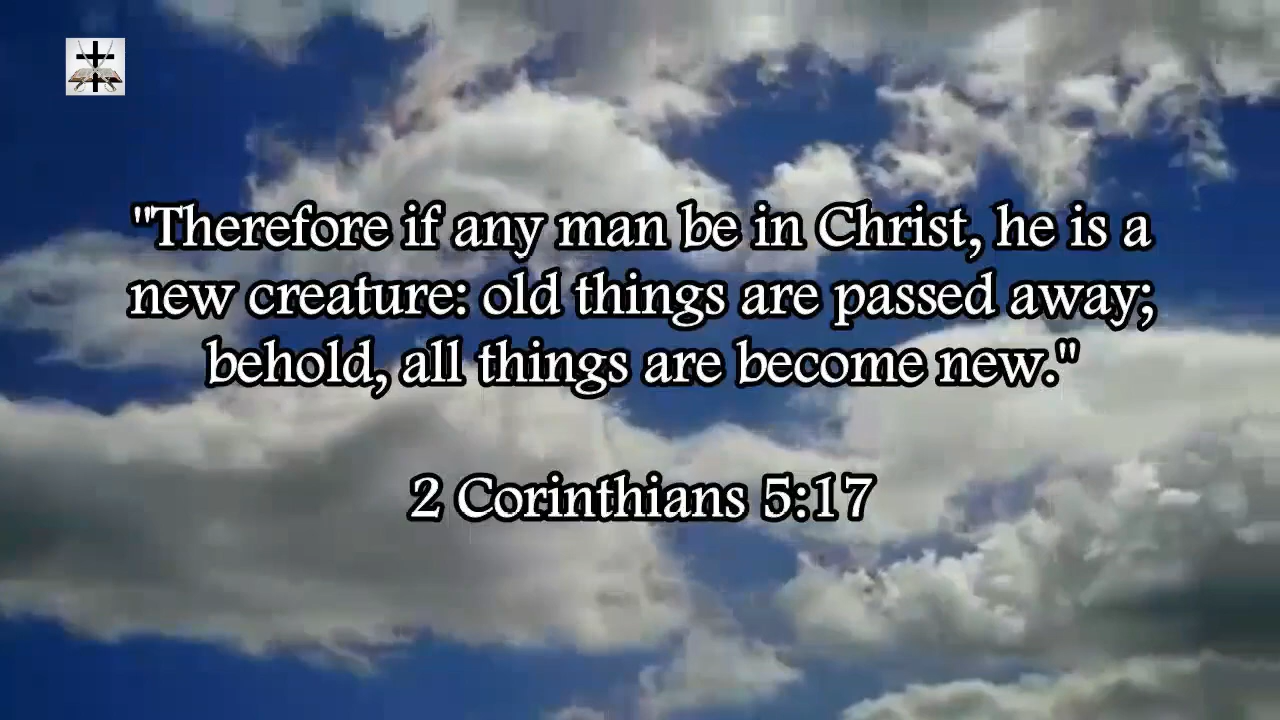 "Therefore if any man be in Christ, he is a
new creature: old things are passed away;
behold, all things are become new."
2 Corinthians 5:17